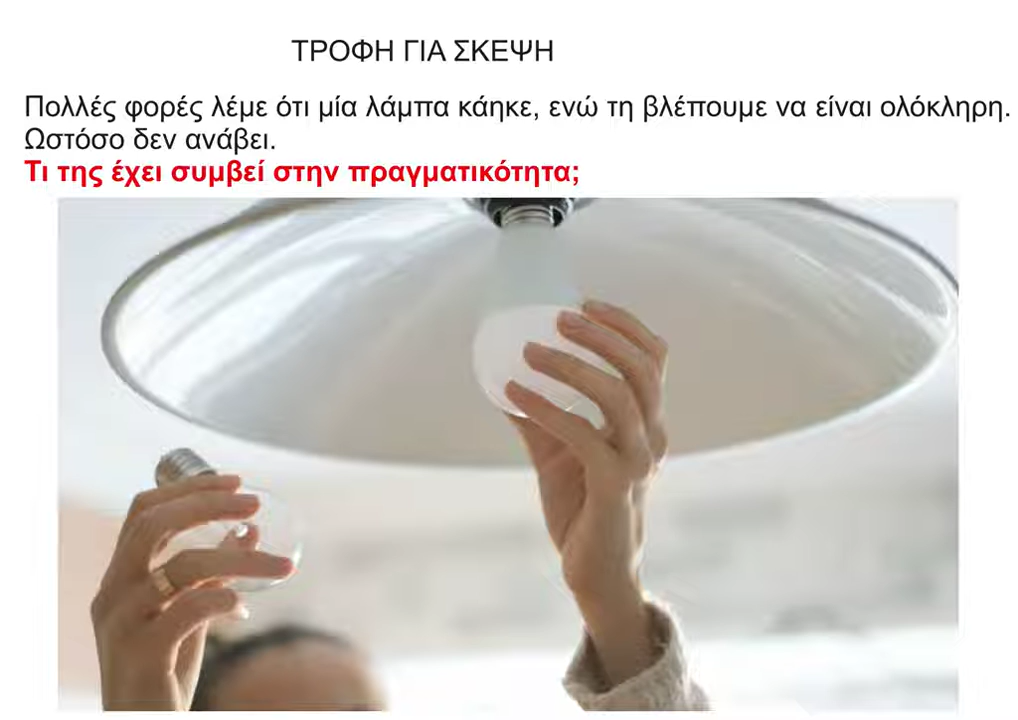 ΤΡΟΦΗ ΓΙΑ ΣΚΕΨΗ
Πολλές φορές λέμε ότι μία λάμπα κάηκε, ενώ τη βλέπουμε να είναι ολόκληρη.
Ωστόσο δεν ανάβει.
Τι της έχει συμβεί στην πραγματικότητα;